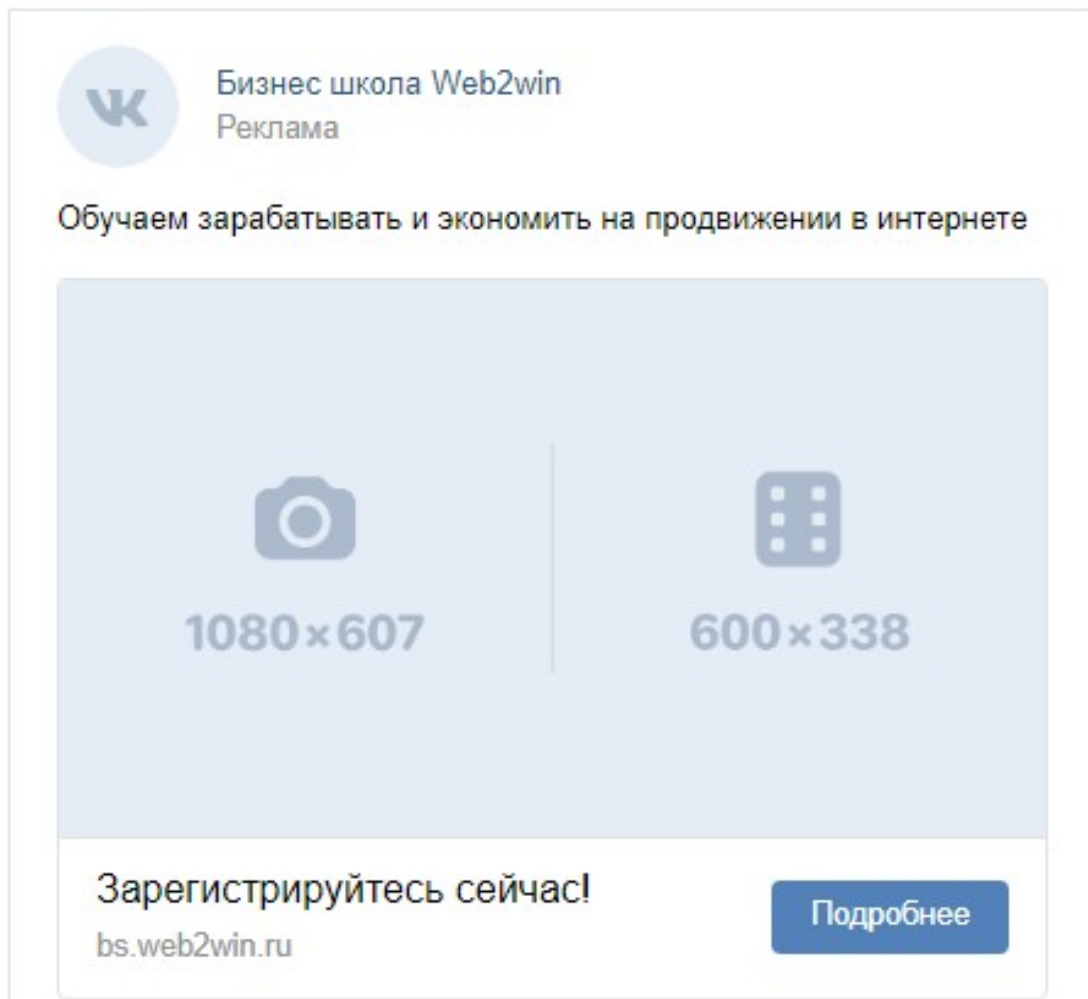 Бизнес школа Web2win
Реклама
Обучаем зарабатывать и экономить на продвижении в интернете
1080×607
600×338
Зарегистрируйтесь сейчас!
bs.web2win.ru
Подробнее